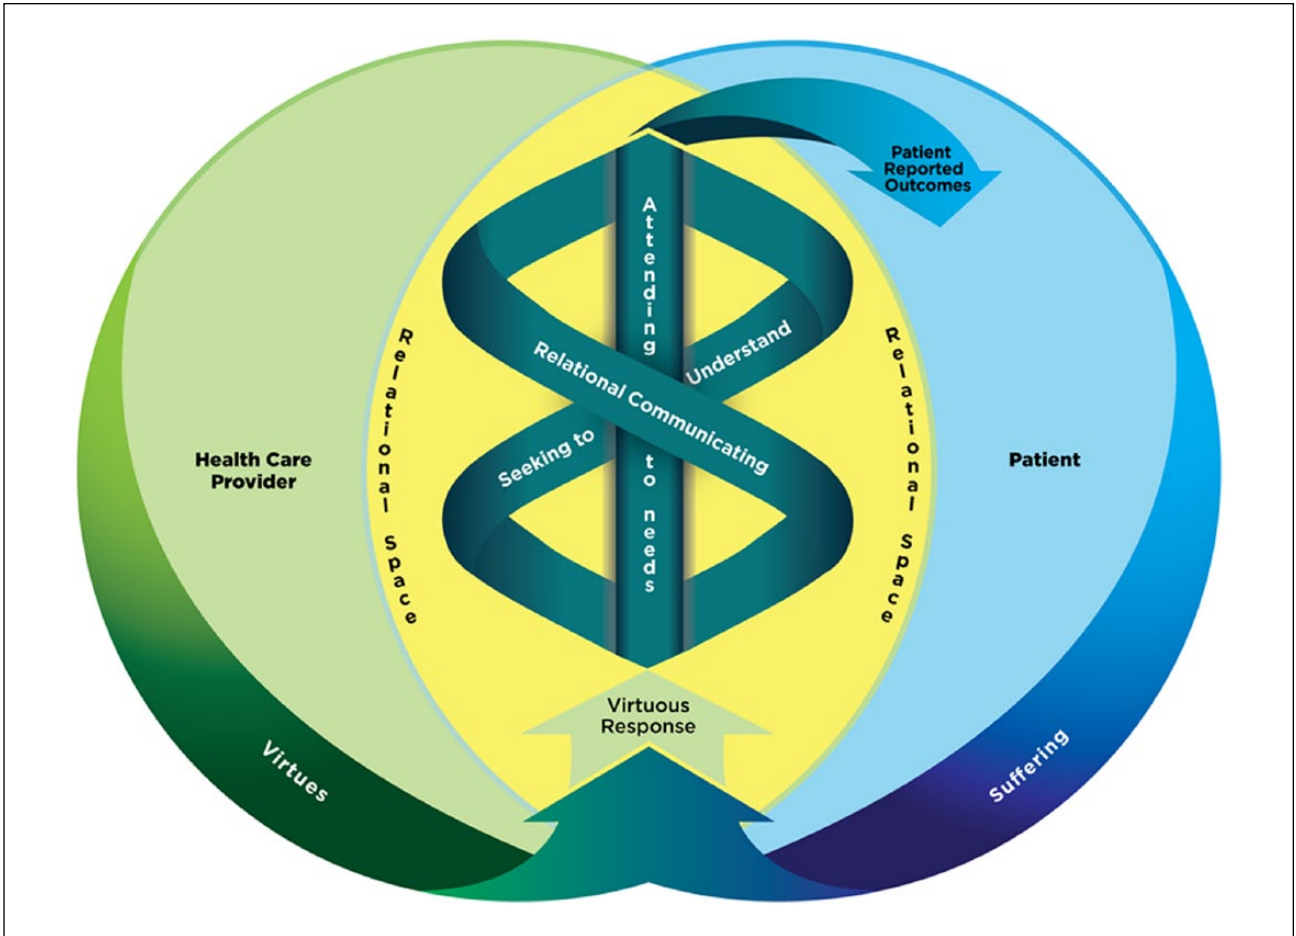 Patient
Reported
Outcomes
Attending to needs
Relational Communicating
Seeking to Understand
Relational Space
Relational Space
Health Care
Provider
Patient
Virtuous
Response
Virtues
Suffering